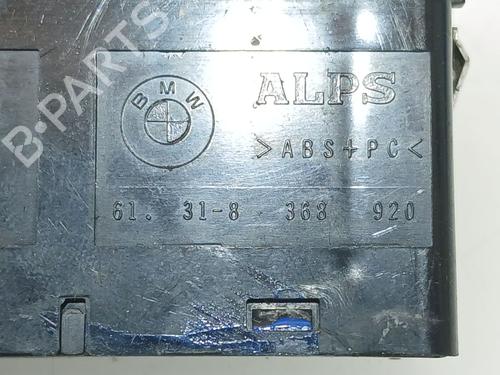 B-PARTS
BMW
ALPS
>ABS+PC<
61. 31-8 368 920